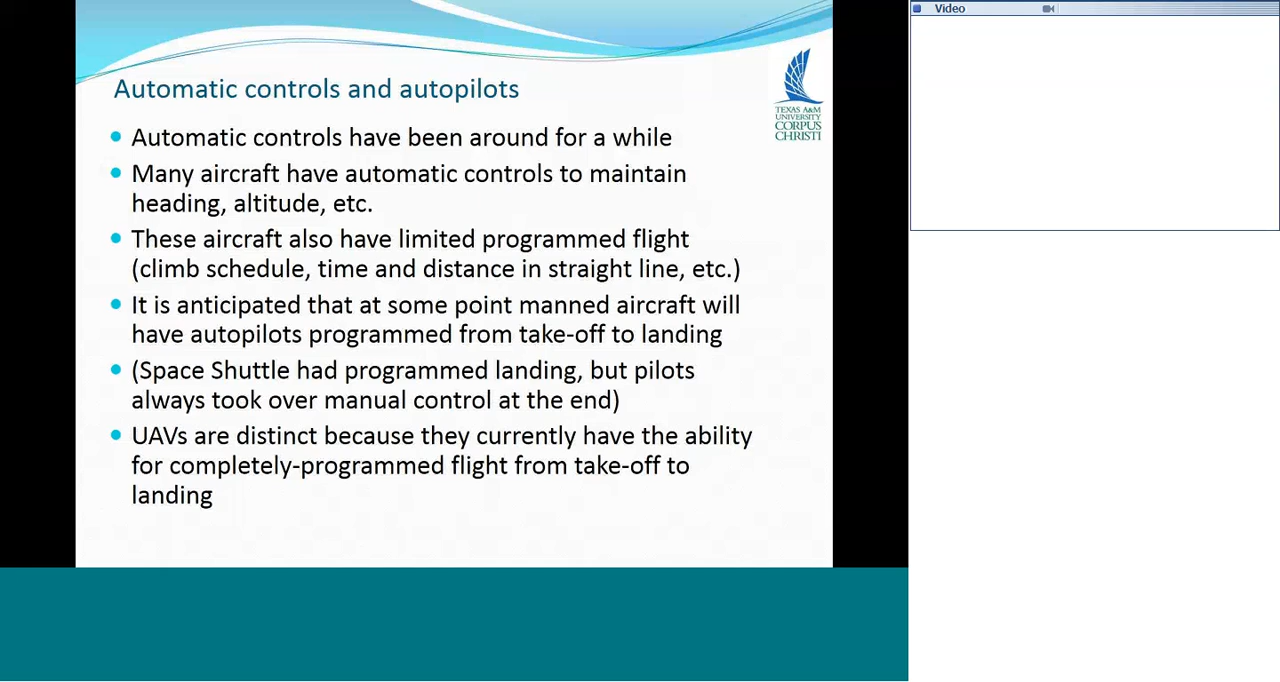 Video
Automatic controls and autopilots
TEXAS A&M
UNIVERSITY
CORPUS
CHRISTI
• Automatic controls have been around for a while
• Many aircraft have automatic controls to maintain
heading, altitude, etc.
• These aircraft also have limited programmed flight
(climb schedule, time and distance in straight line, etc.)
• It is anticipated that at some point manned aircraft will
have autopilots programmed from take-off to landing
• (Space Shuttle had programmed landing, but pilots
always took over manual control at the end)
• UAVs are distinct because they currently have the ability
for completely-programmed flight from take-off to
landing